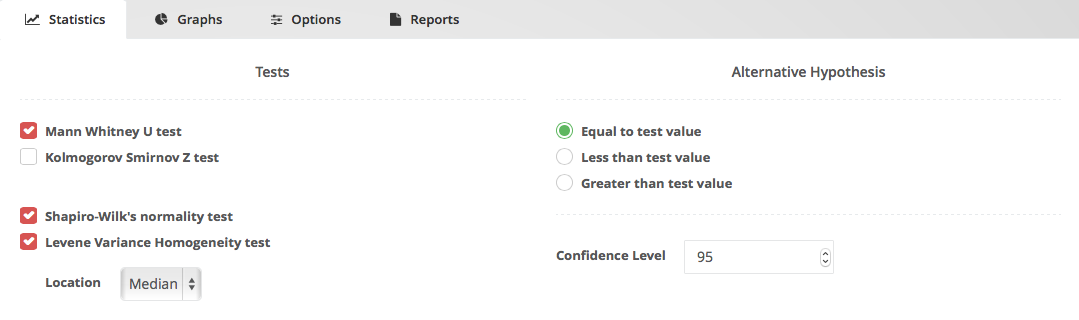 Statistics Graphs Options Reports
Tests
Mann Whitney U test
Kolmogorov Smirnov Z test
Shapiro-Wilk's normality test
Levene Variance Homogeneity test
Location Median
Alternative Hypothesis
Equal to test value
Less than test value
Greater than test value
Confidence Level 95